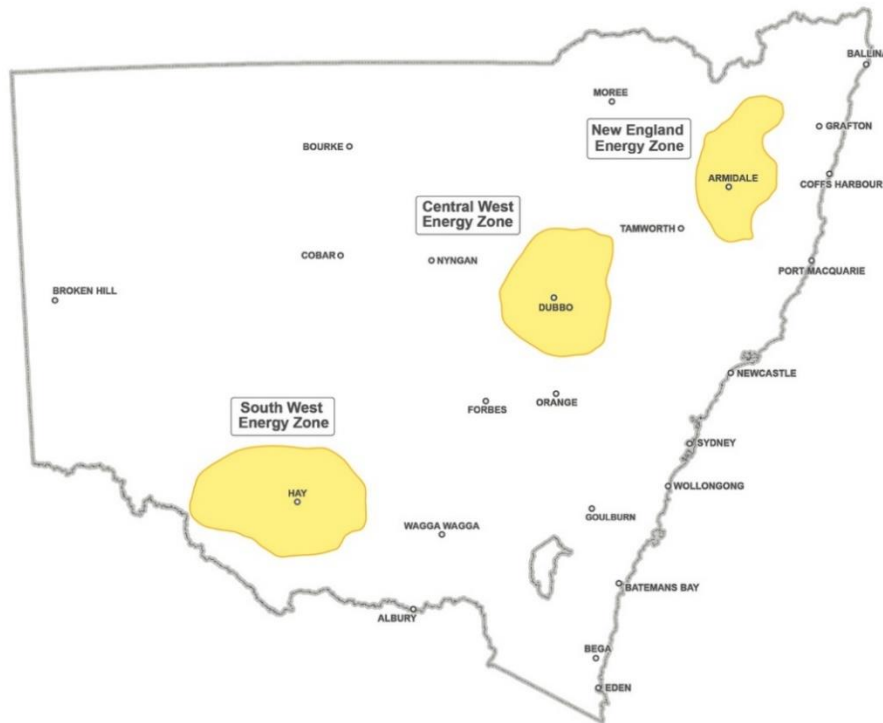 BALLINA
MOREE
New England
Energy Zone
GRAFTON
BOURKE
ARMIDALE
COFFS HARBOUR
Central West
Energy Zone
TAMWORTH
COBAR
NYNGAN
PORT MACQUARIE
BROKEN HILL
DUBBO
NEWCASTLE
ORANGE
FORBES
South West
Energy Zone
SYDNEY
WOLLONGONG
HAY
GOULBURN
WAGGA WAGGA
BATEMANS BAY
ALBURY
BEGA
EDEN